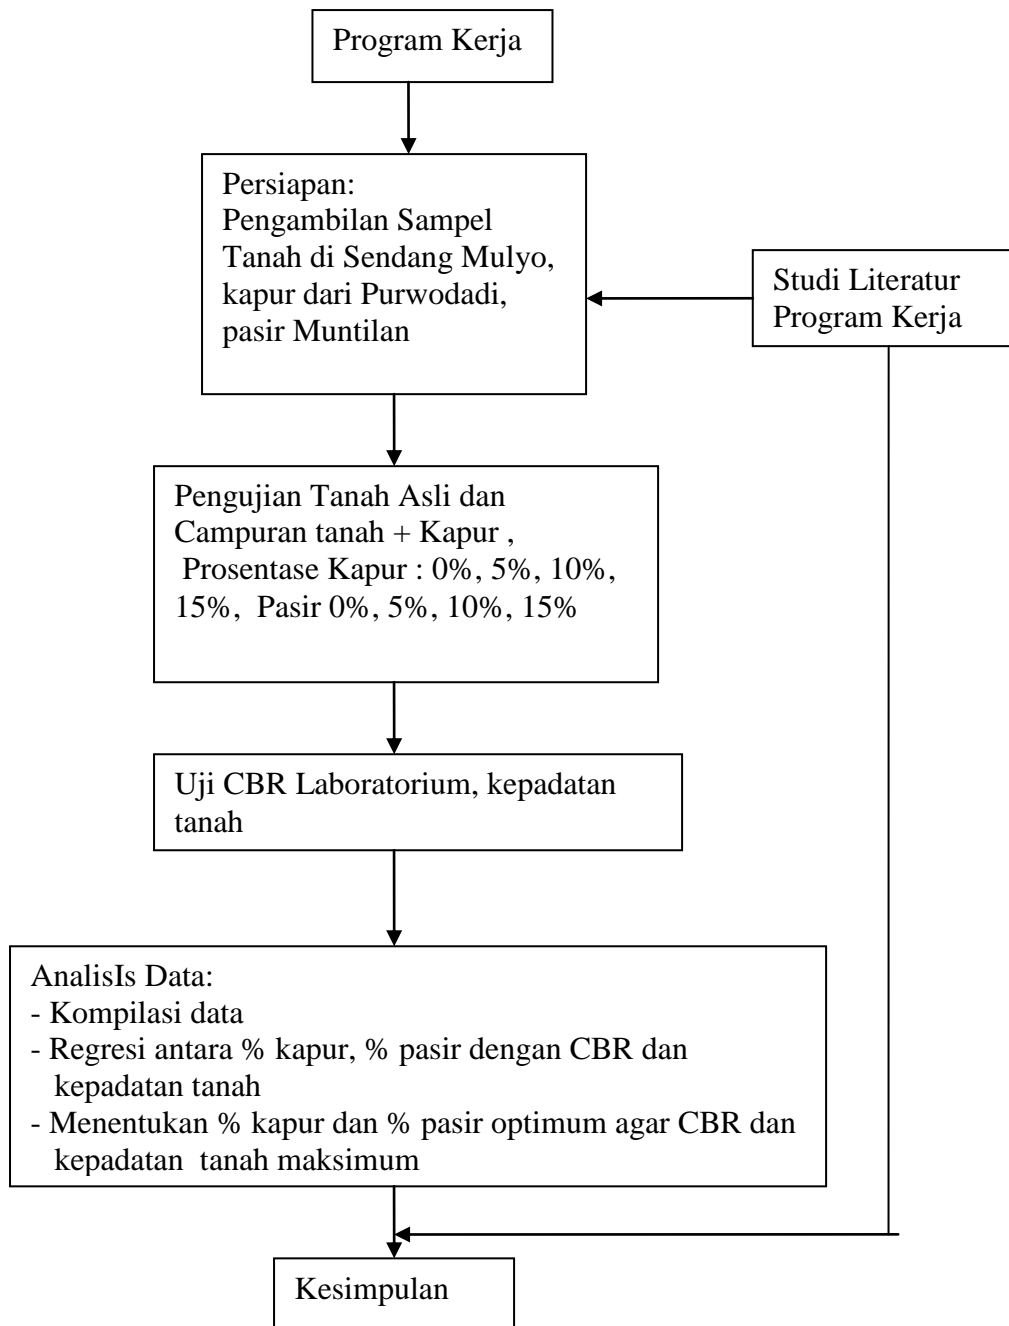 Program Kerja
Persiapan:
Pengambilan Sampel
Tanah di Sendang Mulyo,
kapur dari Purwodadi,
pasir Muntilan
Studi Literatur
Program Kerja
Pengujian Tanah Asli dan
Campuran tanah + Kapur ,
Prosentase Kapur : 0%, 5%, 10%,
15%,  Pasir 0%, 5%, 10%, 15%
Uji CBR Laboratorium, kepadatan
tanah
AnalisIs Data:
- Kompilasi data
- Regresi antara % kapur, % pasir dengan CBR dan
kepadatan tanah
- Menentukan % kapur dan % pasir optimum agar CBR dan
kepadatan  tanah maksimum
Kesimpulan